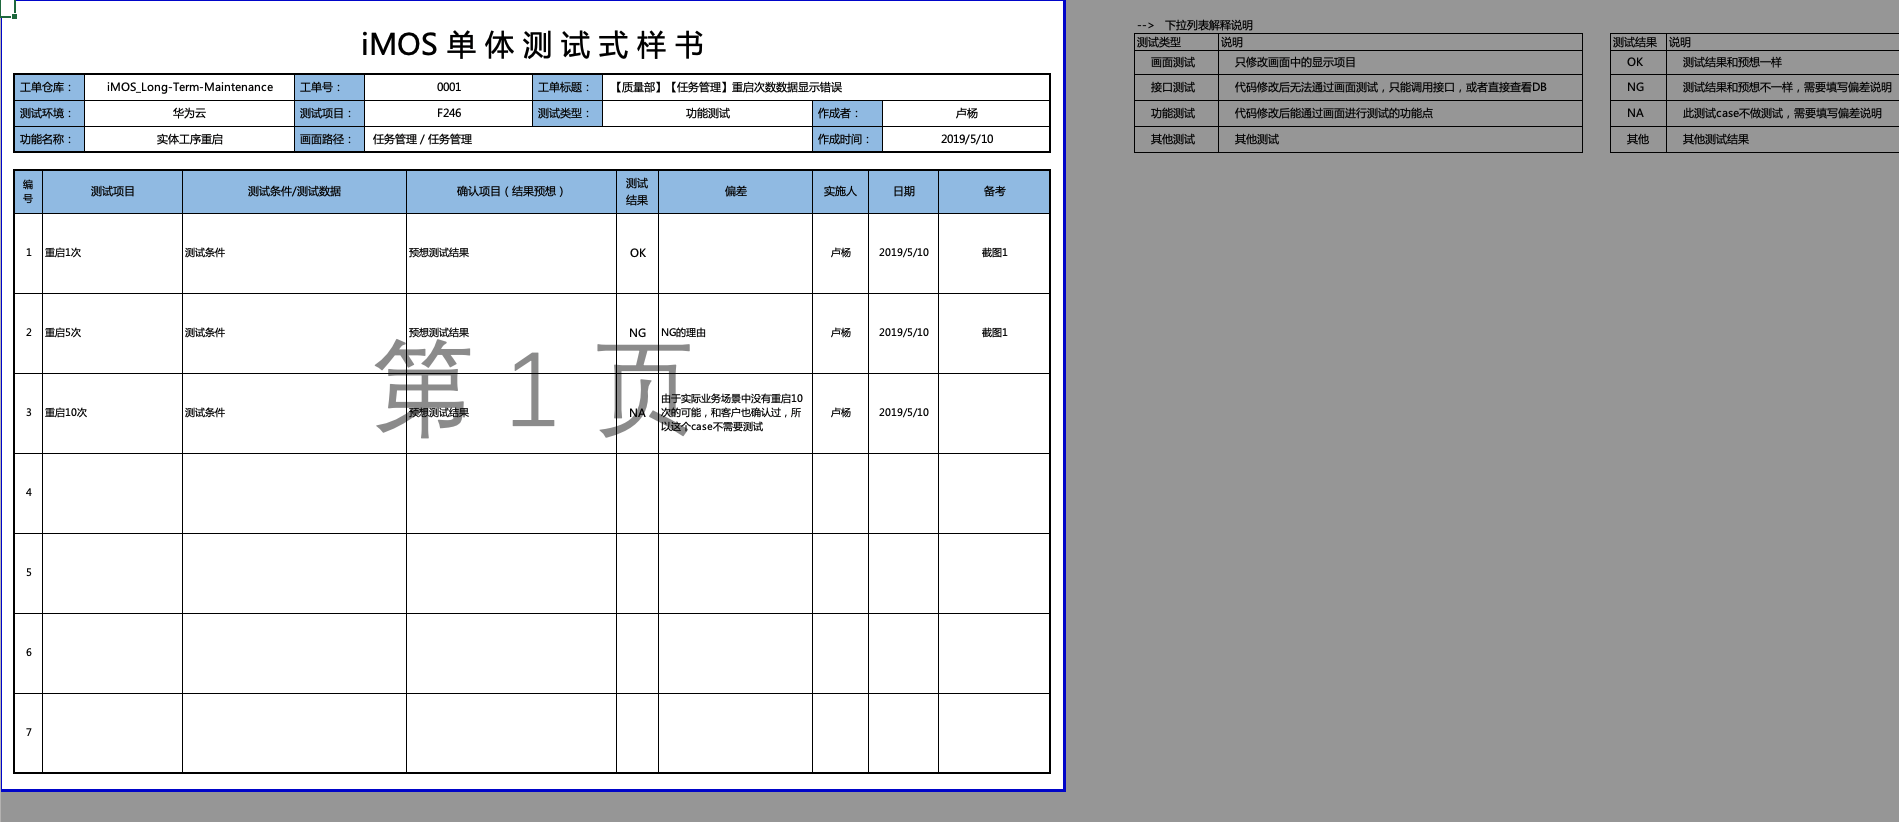 iMOS 单 体 测 试 式 样 书
工单仓库： iMOS_Long-Term-Maintenance 工单号： 0001 工单标题： 【质量部】【任务管理】重启次数数据显示错误
测试环境： 华为云 测试项目： F246 测试类型： 功能测试 作成者： 卢杨
功能名称： 实体工序重启 画面路径： 任务管理 / 任务管理 作成时间： 2019/5/10
编号 测试项目 测试条件/测试数据 确认项目（结果预想） 测试结果 偏差 实施人 日期 备考
1 重启1次 测试条件 预想测试结果 OK 卢杨 2019/5/10 截图1
2 重启5次 测试条件 预想测试结果 NG NG的理由 卢杨 2019/5/10 截图1
3 重启10次 测试条件 预想测试结果 NA 由于实际业务场景中没有重启10次的可能，和客户也确认过，所以这个case不需要测试 卢杨 2019/5/10
4
5
6
7
第 1 页
--> 下拉列表解释说明
测试类型 说明
画面测试 只修改画面中的显示项目
接口测试 代码修改后无法通过画面测试，只能调用接口，或者直接查看DB
功能测试 代码修改后能通过画面进行测试的功能点
其他测试 其他测试
测试结果 说明
OK 测试结果和预想一样
NG 测试结果和预想不一样，需要填写偏差说明
NA 此测试case不做测试，需要填写偏差说明
其他 其他测试结果